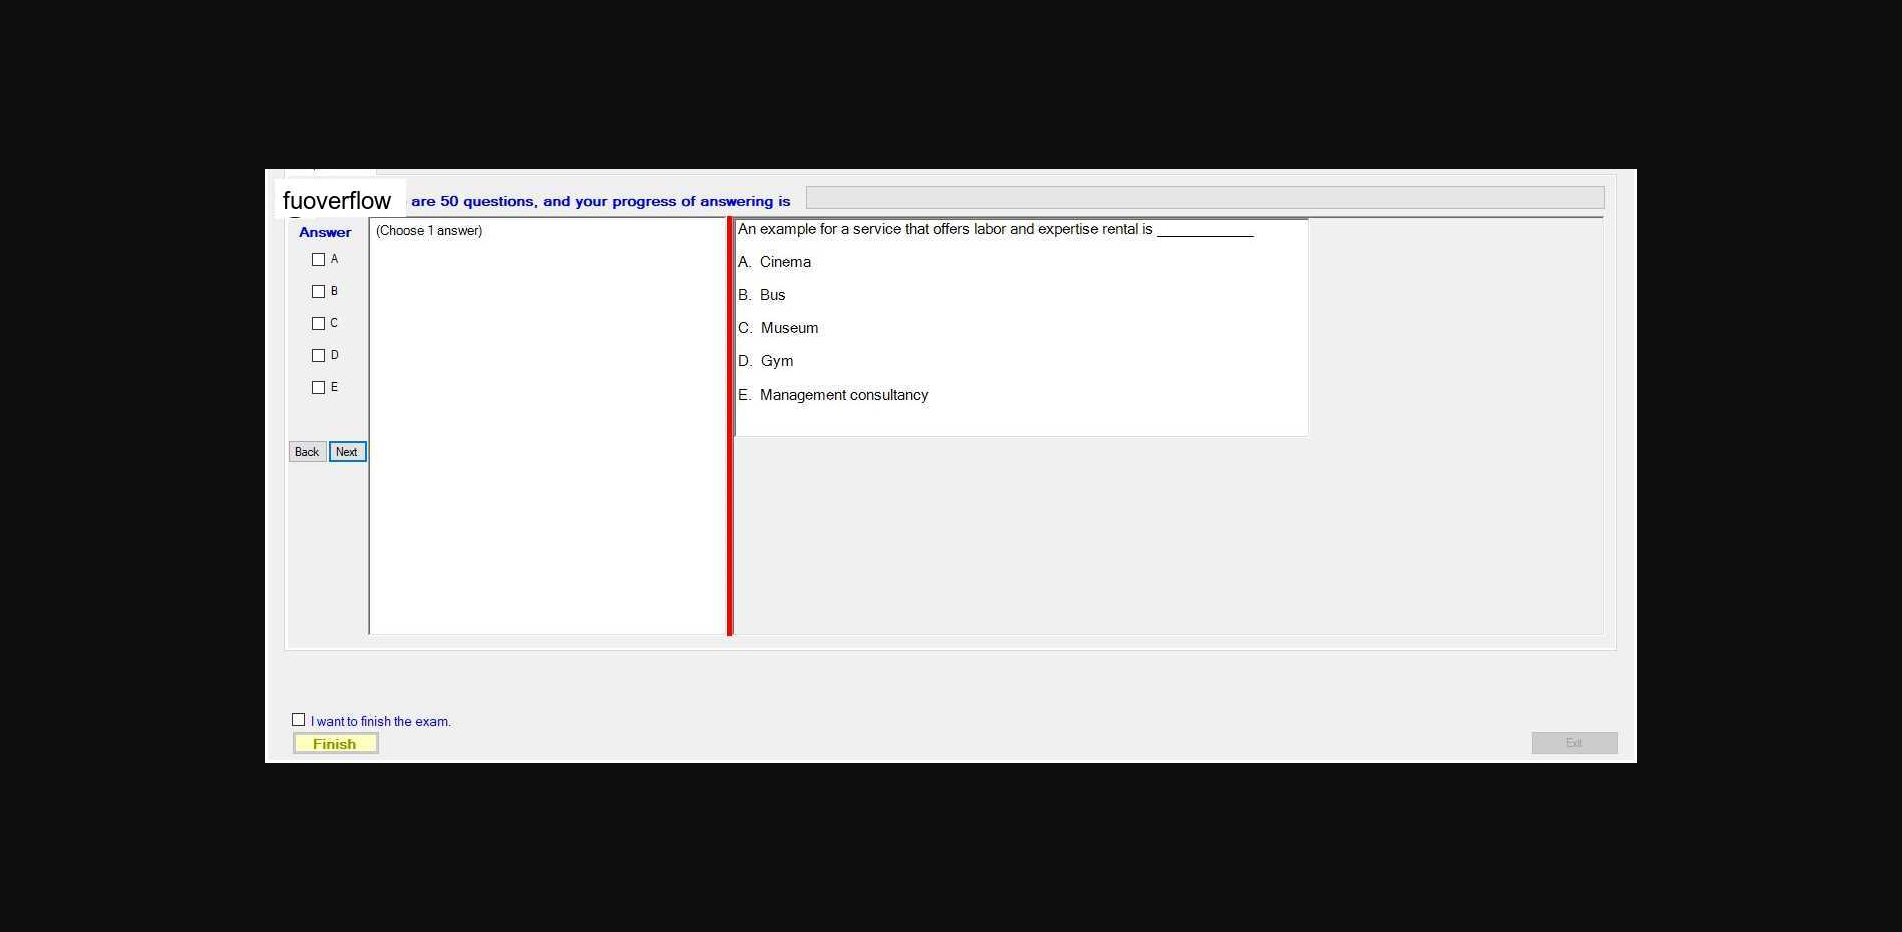 fuoverflow are 50 questions, and your progress of answering is
Answer
(Choose 1 answer)
A
B
C
D
E
Back Next
An example for a service that offers labor and expertise rental is ____________
A. Cinema
B. Bus
C. Museum
D. Gym
E. Management consultancy
I want to finish the exam.
Finish
Exit